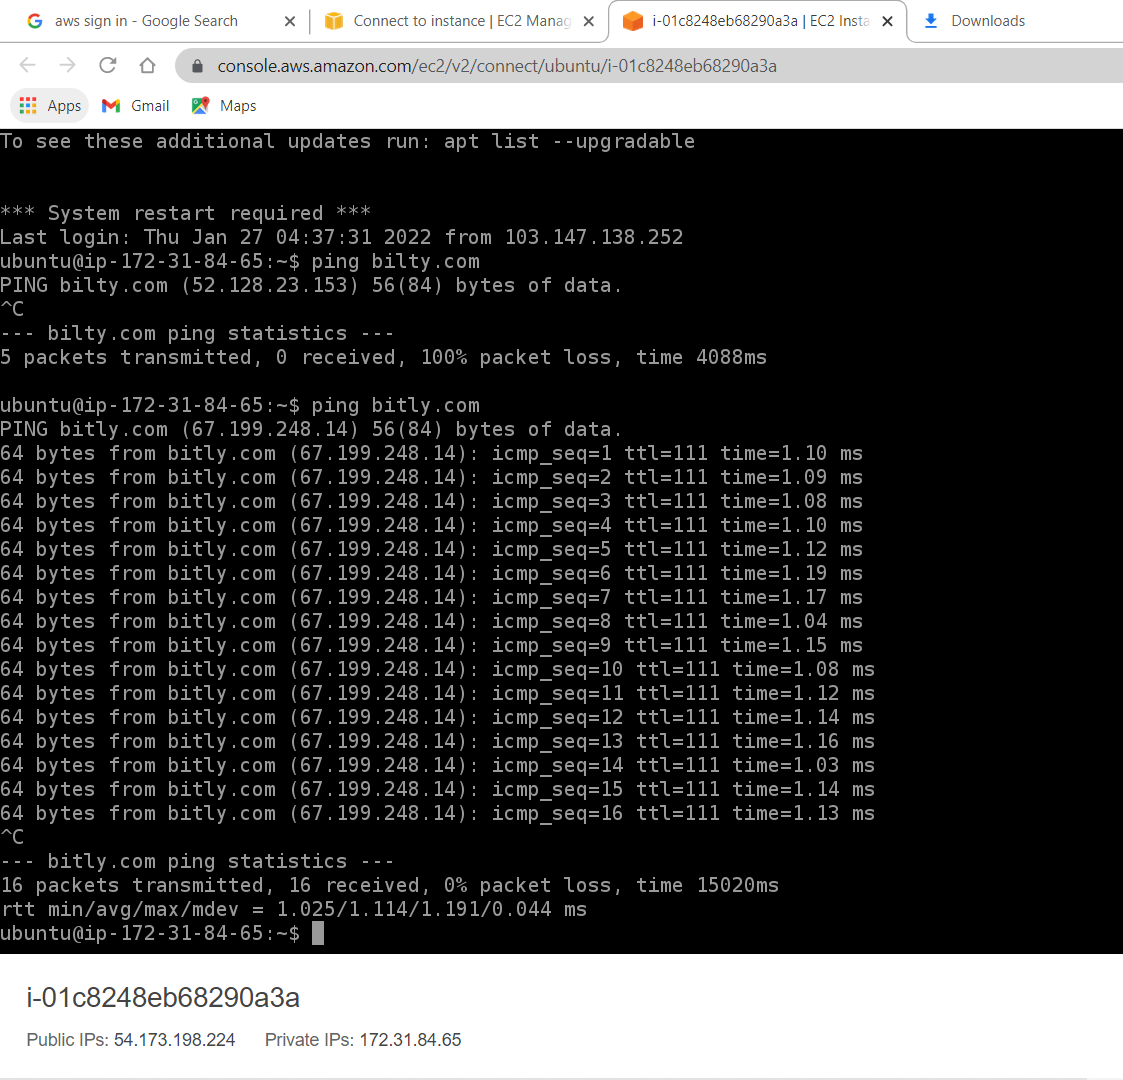 aws sign in - Google Search
Connect to instance | EC2 Manag
i-01c8248eb68290a3a | EC2 Insta
Downloads
console.aws.amazon.com/ec2/v2/connect/ubuntu/i-01c8248eb68290a3a
Apps Gmail Maps
To see these additional updates run: apt list --upgradable
*** System restart required ***
Last login: Thu Jan 27 04:37:31 2022 from 103.147.138.252
ubuntu@ip-172-31-84-65:~$ ping bilty.com
PING bilty.com (52.128.23.153) 56(84) bytes of data.
^C
--- bilty.com ping statistics ---
5 packets transmitted, 0 received, 100% packet loss, time 4088ms
ubuntu@ip-172-31-84-65:~$ ping bitly.com
PING bitly.com (67.199.248.14) 56(84) bytes of data.
64 bytes from bitly.com (67.199.248.14): icmp_seq=1 ttl=111 time=1.10 ms
64 bytes from bitly.com (67.199.248.14): icmp_seq=2 ttl=111 time=1.09 ms
64 bytes from bitly.com (67.199.248.14): icmp_seq=3 ttl=111 time=1.08 ms
64 bytes from bitly.com (67.199.248.14): icmp_seq=4 ttl=111 time=1.10 ms
64 bytes from bitly.com (67.199.248.14): icmp_seq=5 ttl=111 time=1.12 ms
64 bytes from bitly.com (67.199.248.14): icmp_seq=6 ttl=111 time=1.19 ms
64 bytes from bitly.com (67.199.248.14): icmp_seq=7 ttl=111 time=1.17 ms
64 bytes from bitly.com (67.199.248.14): icmp_seq=8 ttl=111 time=1.04 ms
64 bytes from bitly.com (67.199.248.14): icmp_seq=9 ttl=111 time=1.15 ms
64 bytes from bitly.com (67.199.248.14): icmp_seq=10 ttl=111 time=1.08 ms
64 bytes from bitly.com (67.199.248.14): icmp_seq=11 ttl=111 time=1.12 ms
64 bytes from bitly.com (67.199.248.14): icmp_seq=12 ttl=111 time=1.14 ms
64 bytes from bitly.com (67.199.248.14): icmp_seq=13 ttl=111 time=1.16 ms
64 bytes from bitly.com (67.199.248.14): icmp_seq=14 ttl=111 time=1.03 ms
64 bytes from bitly.com (67.199.248.14): icmp_seq=15 ttl=111 time=1.14 ms
64 bytes from bitly.com (67.199.248.14): icmp_seq=16 ttl=111 time=1.13 ms
^C
--- bitly.com ping statistics ---
16 packets transmitted, 16 received, 0% packet loss, time 15020ms
rtt min/avg/max/mdev = 1.025/1.114/1.191/0.044 ms
ubuntu@ip-172-31-84-65:~$
i-01c8248eb68290a3a
Public IPs: 54.173.198.224 Private IPs: 172.31.84.65